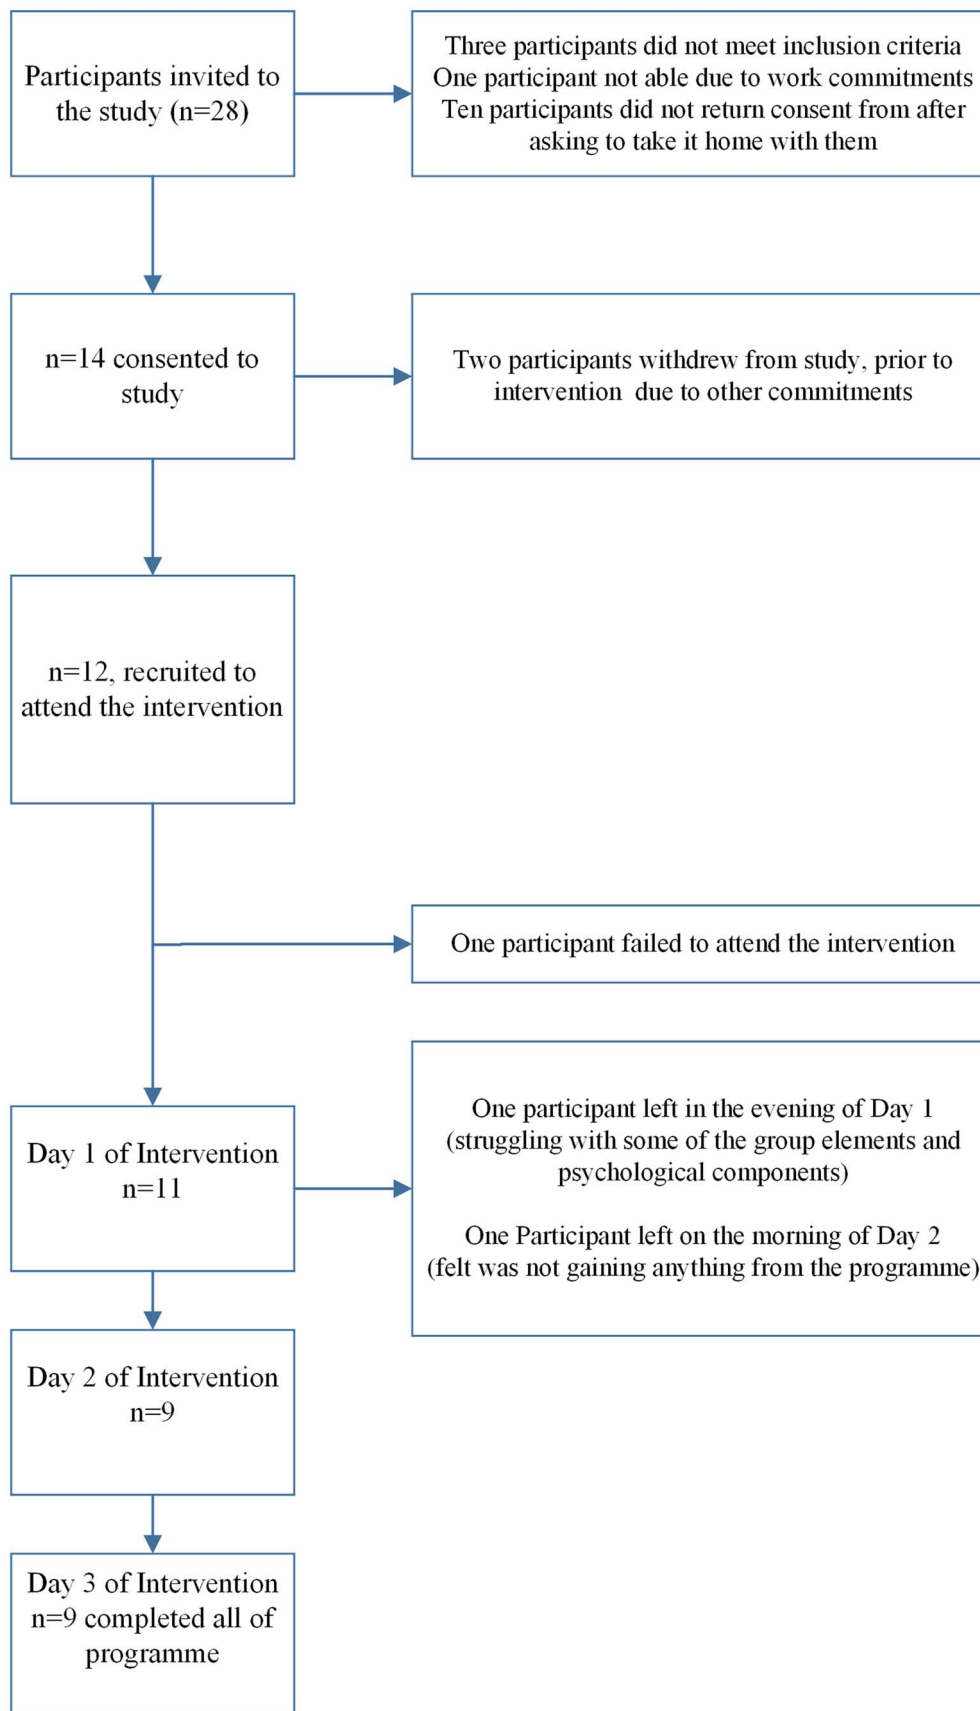 Participants invited to
the study (n=28)
Three participants did not meet inclusion criteria
One participant not able due to work commitments
Ten participants did not return consent from after
asking to take it home with them
n=14 consented to
study
Two participants withdrew from study, prior to
intervention due to other commitments
n=12, recruited to
attend the intervention
One participant failed to attend the intervention
Day 1 of Intervention
n=11
One participant left in the evening of Day 1
(struggling with some of the group elements and
psychological components)
One Participant left on the morning of Day 2
(felt was not gaining anything from the programme)
Day 2 of Intervention
n=9
Day 3 of Intervention
n=9 completed all of
programme